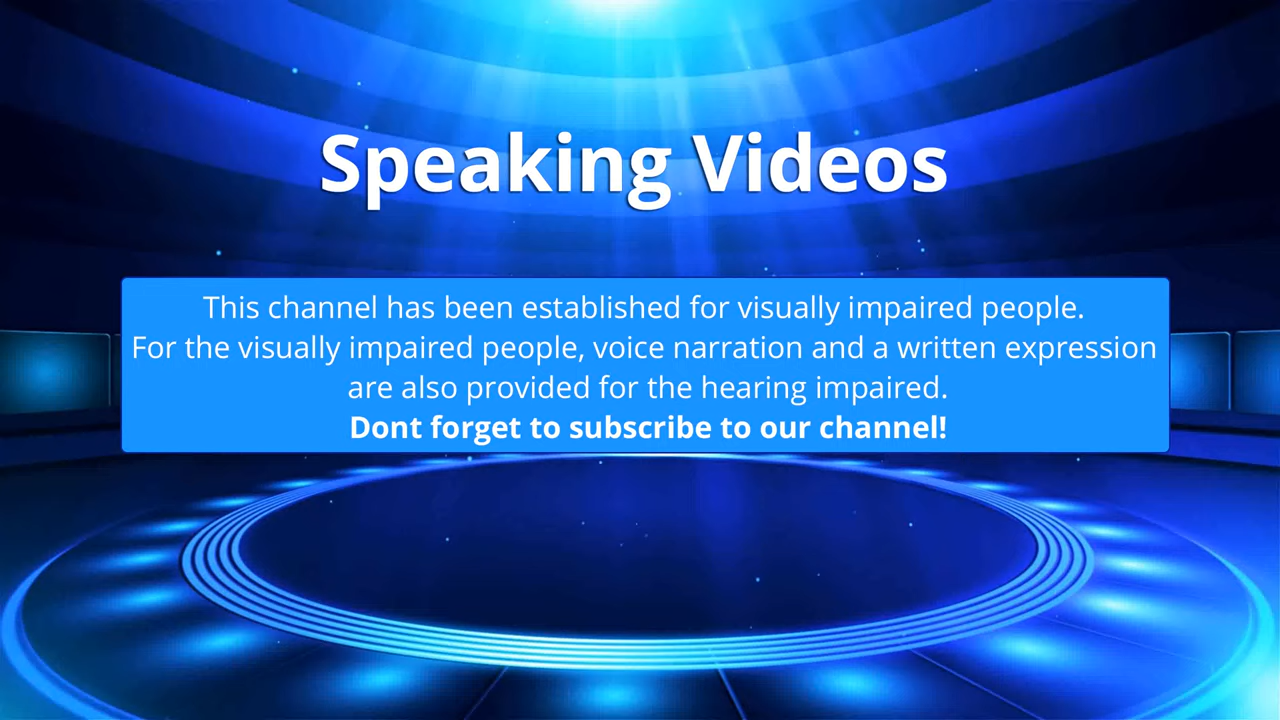 Speaking Videos
This channel has been established for visually impaired people.
For the visually impaired people, voice narration and a written expression
are also provided for the hearing impaired.
Dont forget to subscribe to our channel!